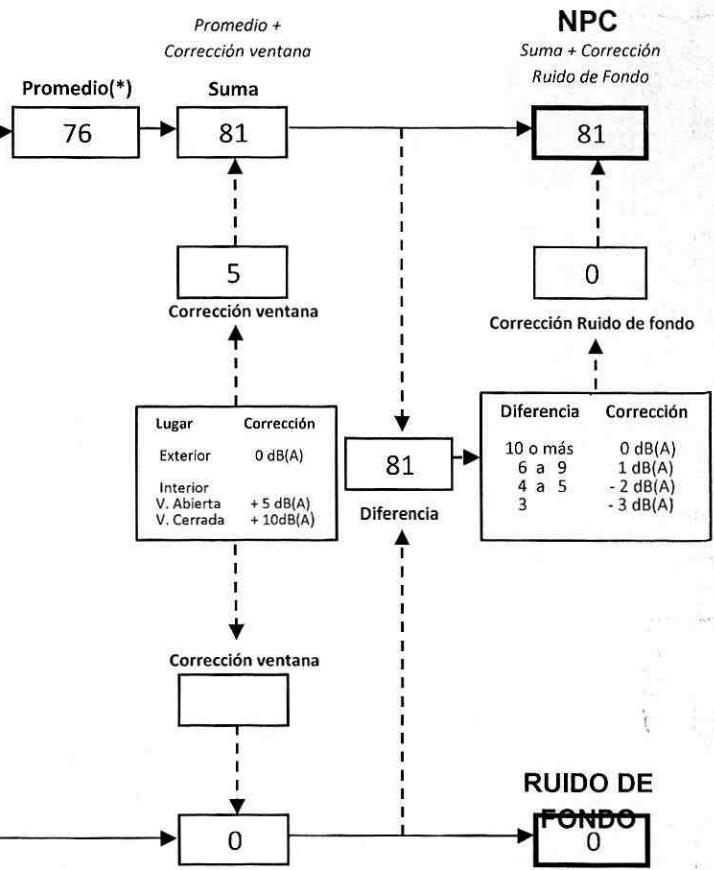 Promedio +
Corrección ventana
NPC
Suma + Corrección
Ruido de Fondo
Promedio(*)
Suma
76
81
81
5
0
Corrección ventana
Corrección Ruido de fondo
Lugar Corrección
Exterior 0 dB(A)
Interior
V. Abierta + 5 dB(A)
V. Cerrada + 10dB(A)
81
Diferencia
Diferencia Corrección
10 o más 0 dB(A)
6 a 9 1 dB(A)
4 a 5 - 2 dB(A)
3 - 3 dB(A)
Corrección ventana
RUIDO DE
FONDO
0
0